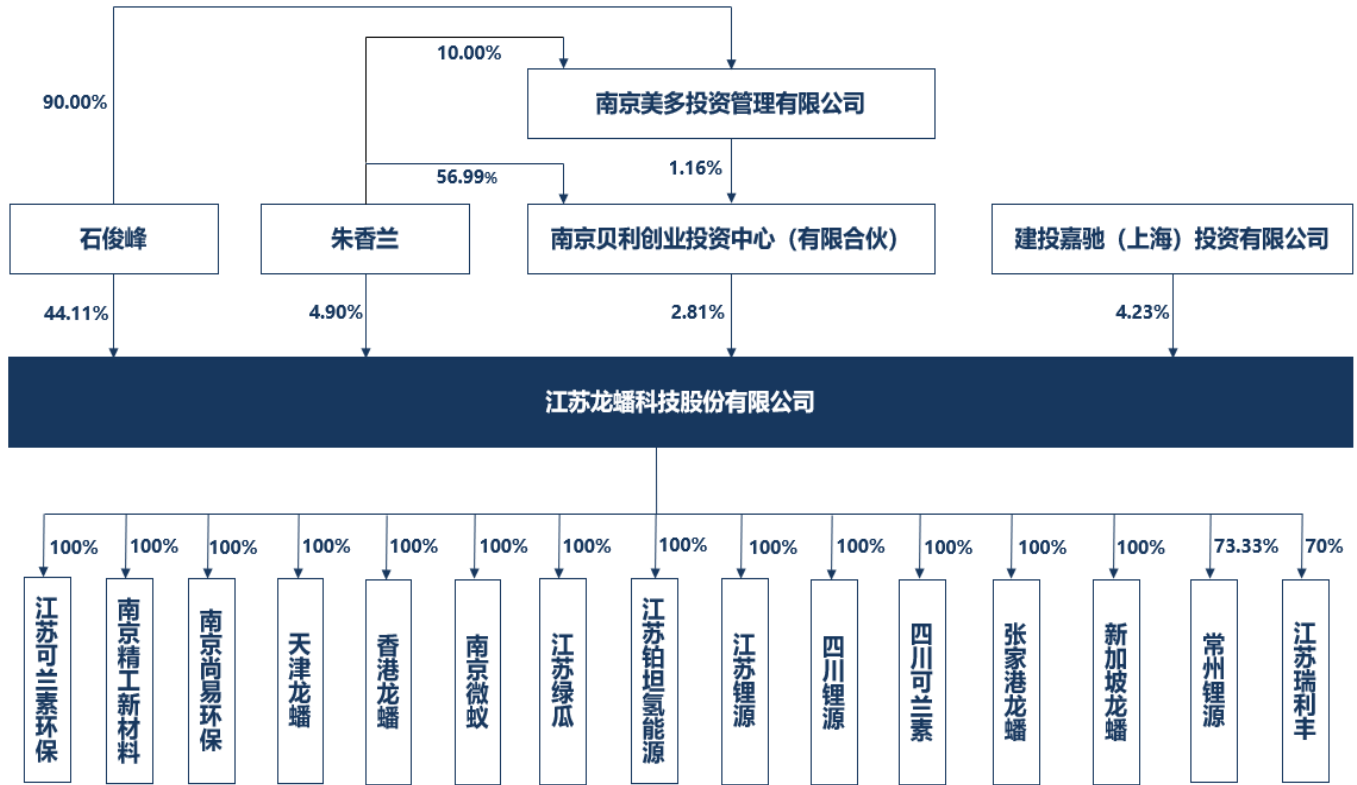 10.00%
90.00%
南京美多投资管理有限公司
1.16%
56.99%
石俊峰
朱香兰
南京贝利创业投资中心（有限合伙）
建投嘉驰（上海）投资有限公司
44.11%
4.90%
2.81%
4.23%
江苏龙蟠科技股份有限公司
100%
100%
100%
100%
100%
100%
100%
100%
100%
100%
100%
100%
100%
73.33%
70%
江苏可兰素环保
南京精工新材料
南京尚易环保
天津龙蟠
香港龙蟠
南京微蚁
江苏绿瓜
江苏铂坦氢能源
江苏锂源
四川锂源
四川可兰素
张家港龙蟠
新加坡龙蟠
常州锂源
江苏瑞利丰